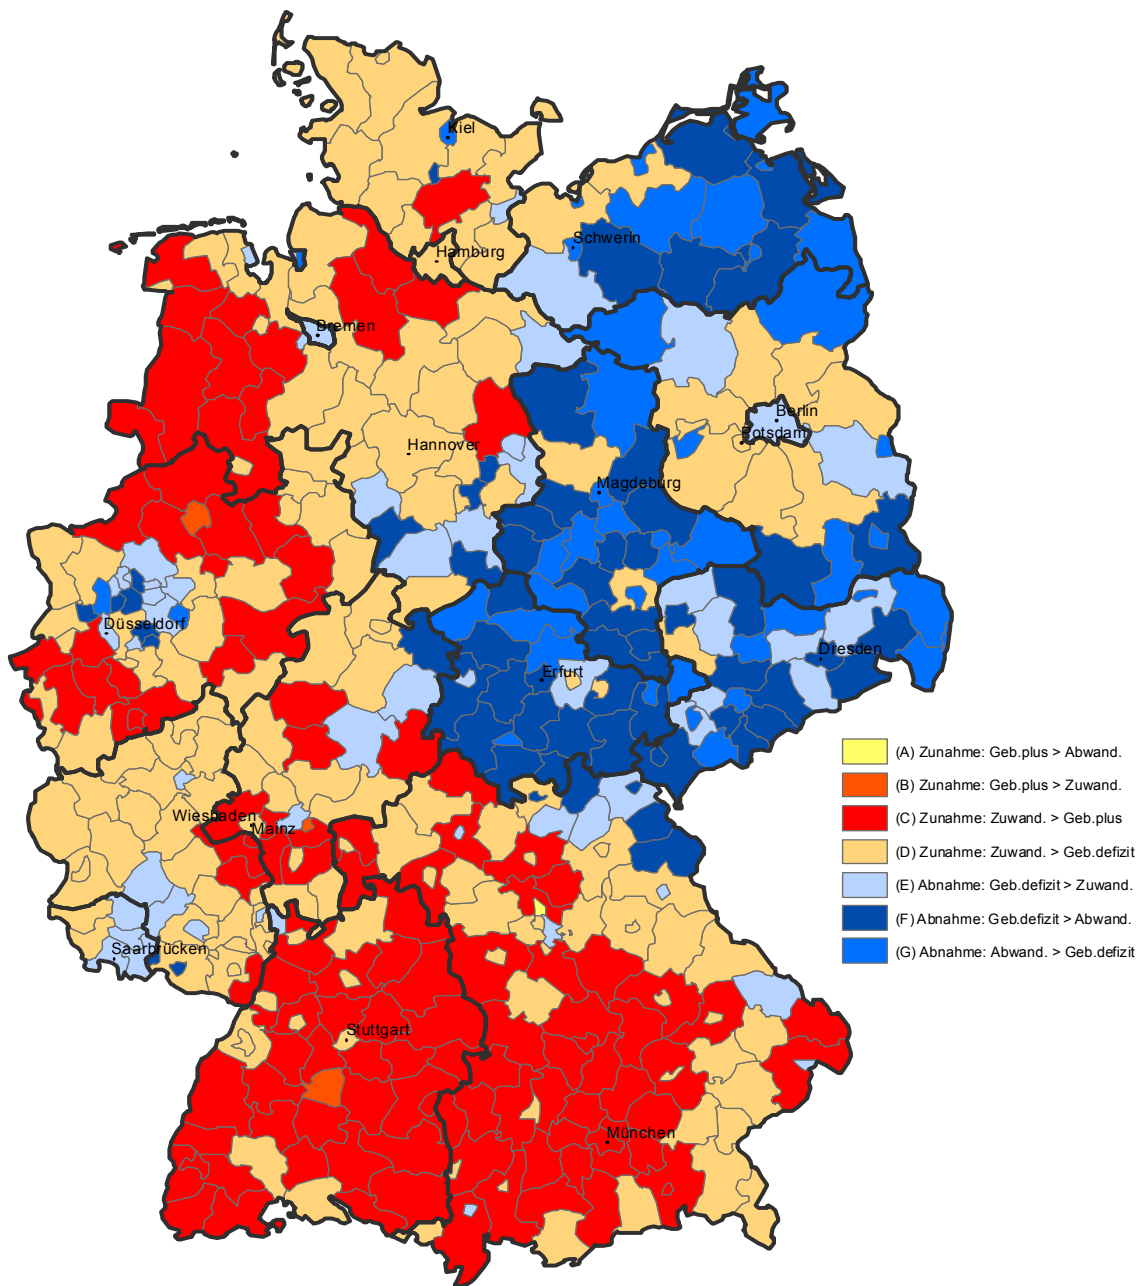 Kiel
Schwerin
Hamburg
Bremen
Berlin
Potsdam
Hannover
Magdeburg
Düsseldorf
Dresden
Erfurt
Wiesbaden
Mainz
Saarbrücken
Stuttgart
München
(A) Zunahme: Geb.plus > Abwand.
(B) Zunahme: Geb.plus > Zuwand.
(C) Zunahme: Zuwand. > Geb.plus
(D) Zunahme: Zuwand. > Geb.defizit
(E) Abnahme: Geb.defizit > Zuwand.
(F) Abnahme: Geb.defizit > Abwand.
(G) Abnahme: Abwand. > Geb.defizit